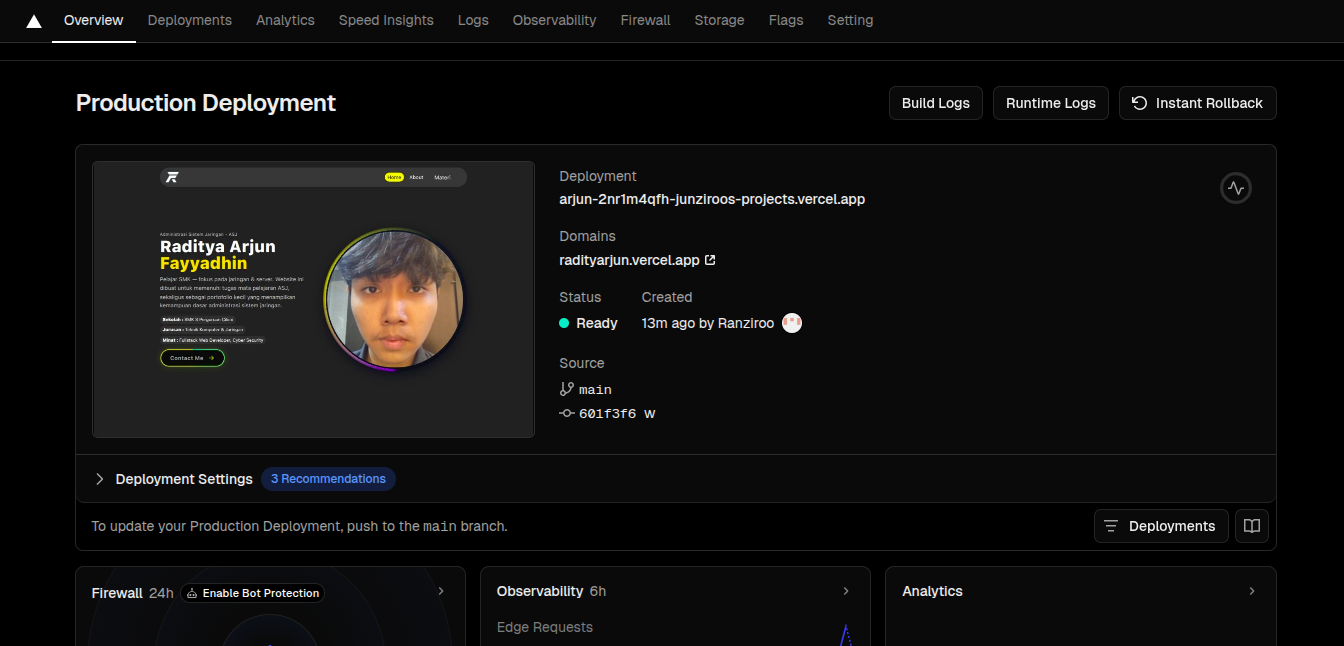 Overview Deployments Analytics Speed Insights Logs Observability Firewall Storage Flags Setting
Production Deployment
Build Logs
Runtime Logs
Instant Rollback
Home About Materi
Administrasi Sistem Jaringan - ASJ
Raditya Arjun
Fayyadhin
Pelajar SMK — fokus pada jaringan & server. Website ini
dibuat untuk memenuhi tugas mata pelajaran ASJ,
sekaligus sebagai portofolio kecil yang menampilkan
kemampuan dasar administrasi sistem jaringan.
Sekolah :
Jurusan : Teknik Komputer & Jaringan
Minat : Fullstack Web Developer, Cyber Security
Contact Me →
Deployment
arjun-2nr1m4qfh-junziroos-projects.vercel.app
Domains
radityarjun.vercel.app
Status
Created
Ready
13m ago by Ranziroo
Source
main
601f3f6 W
Deployment Settings
3 Recommendations
To update your Production Deployment, push to the main branch.
Deployments
Firewall 24h
Enable Bot Protection
Observability 6h
Edge Requests
Analytics